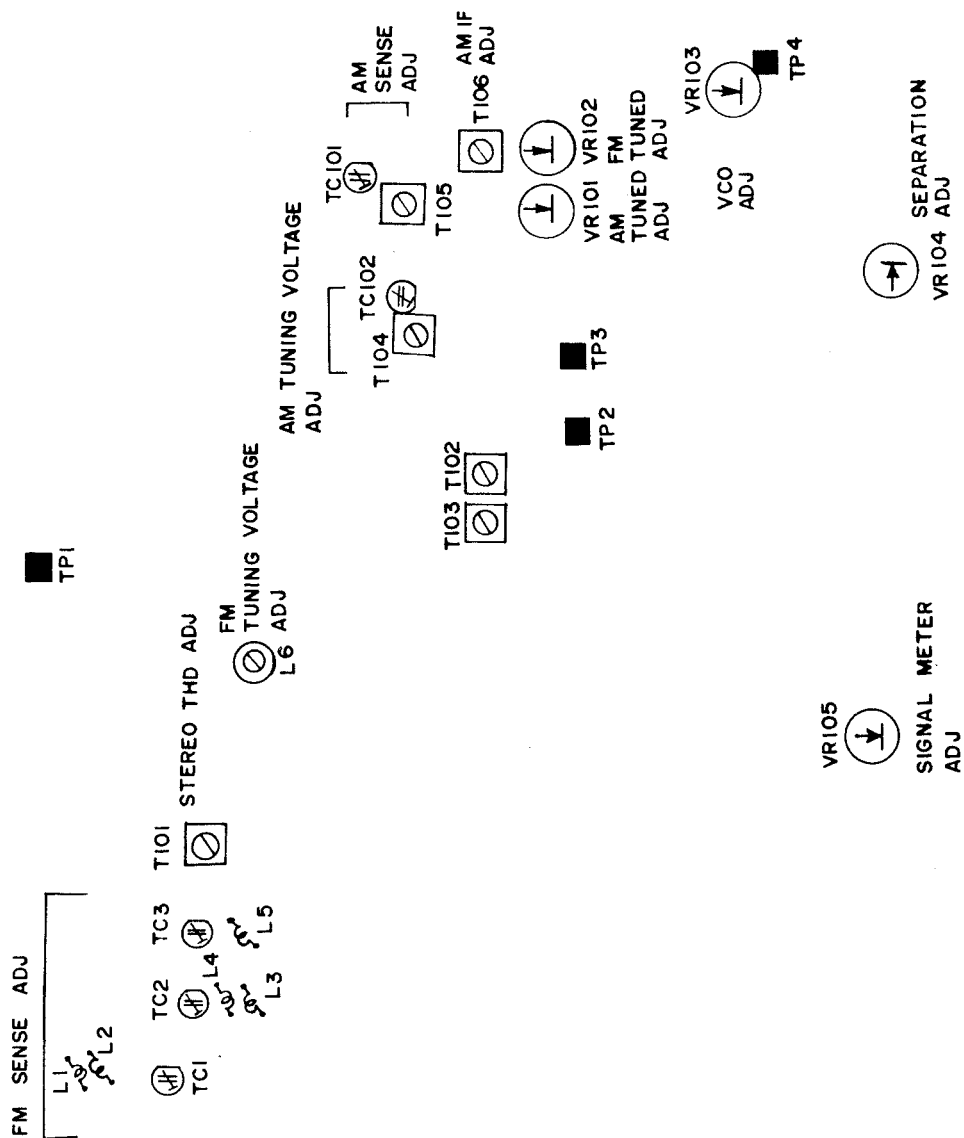 FM SENSE ADJ
L1
L2
TC1
TC2
L4
L3
TC3
L5
T101
STEREO THD ADJ
L6
FM
TUNING VOLTAGE
ADJ
TP1
AM TUNING VOLTAGE
ADJ
T104
TC102
TC101
T105
AM
SENSE
ADJ
T106
AM IF
ADJ
T103
T102
TP2
TP3
VR101
AM
TUNED
ADJ
VR102
FM
TUNED
ADJ
VR103
VCO
ADJ
TP4
VR104
SEPARATION
ADJ
VR105
SIGNAL METER
ADJ